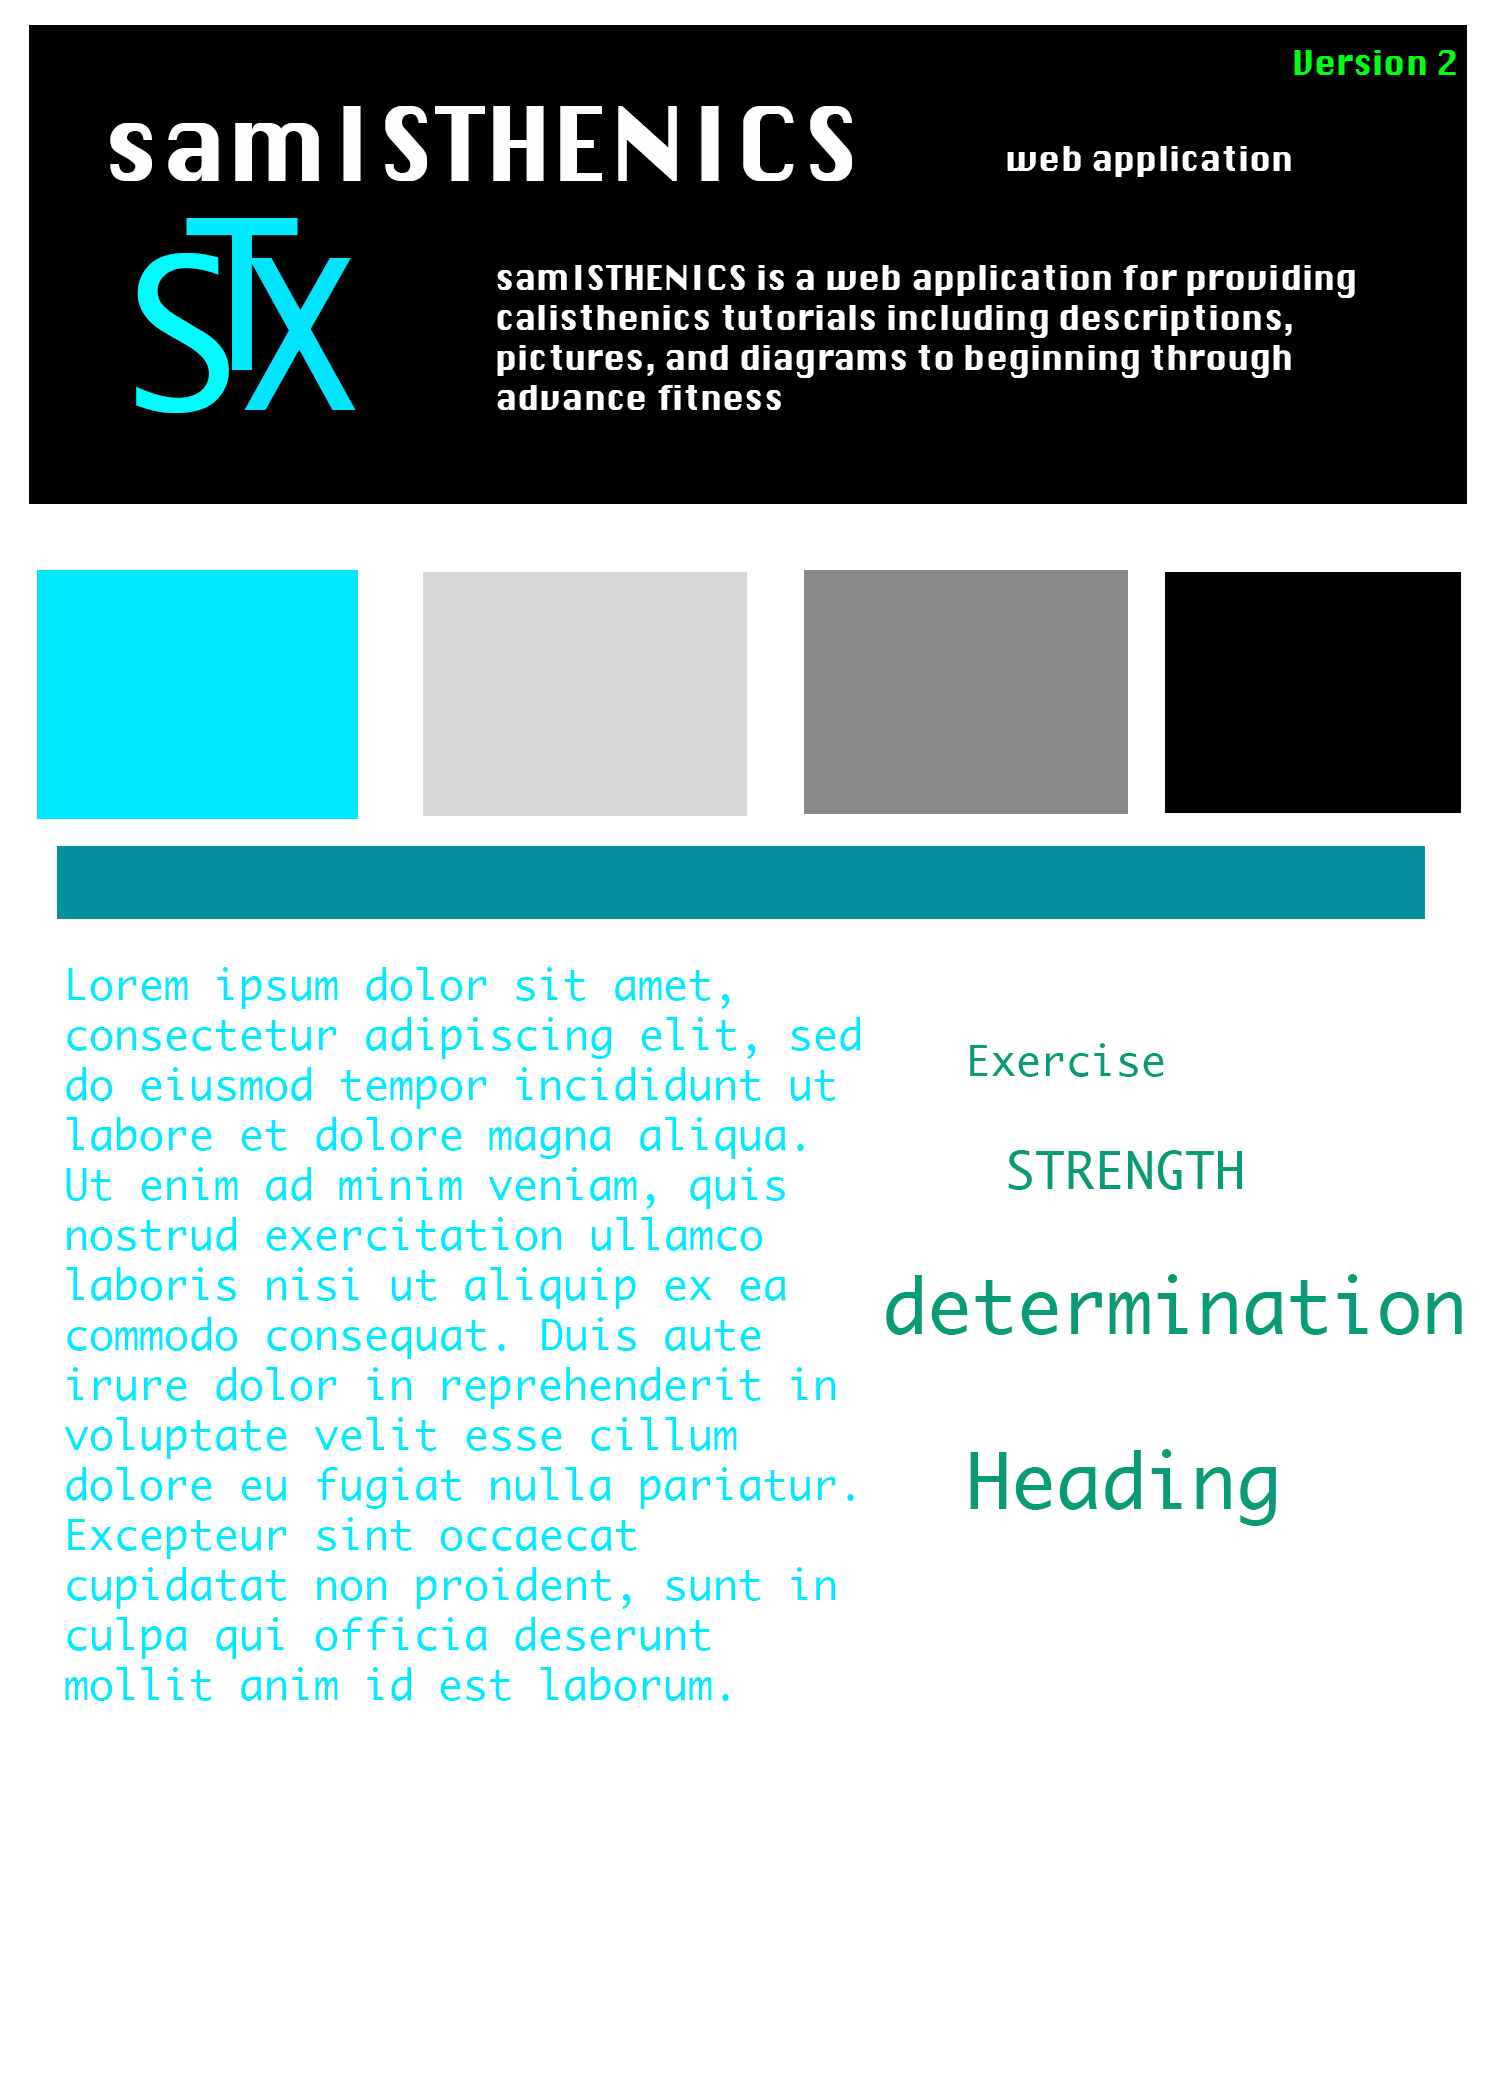 Version 2
samISTHENICS
web application
STX
samISTHENICS is a web application for providing
calisthenics tutorials including descriptions,
pictures, and diagrams to beginning through
advance fitness
Lorem ipsum dolor sit amet,
consectetur adipiscing elit, sed
do eiusmod tempor incididunt ut
labore et dolore magna aliqua.
Ut enim ad minim veniam, quis
nostrud exercitation ullamco
laboris nisi ut aliquip ex ea
commodo consequat. Duis aute
irure dolor in reprehenderit in
voluptate velit esse cillum
dolore eu fugiat nulla pariatur.
Excepteur sint occaecat
cupidatat non proident, sunt in
culpa qui officia deserunt
mollit anim id est laborum.
Exercise
STRENGTH
determination
Heading